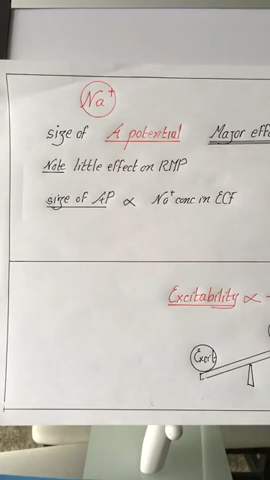 Na⁺
size of A potential Major effe
Note little effect on RMP
size of AP ∝ Na⁺ conc in ECF
Excitability ∝
Excit